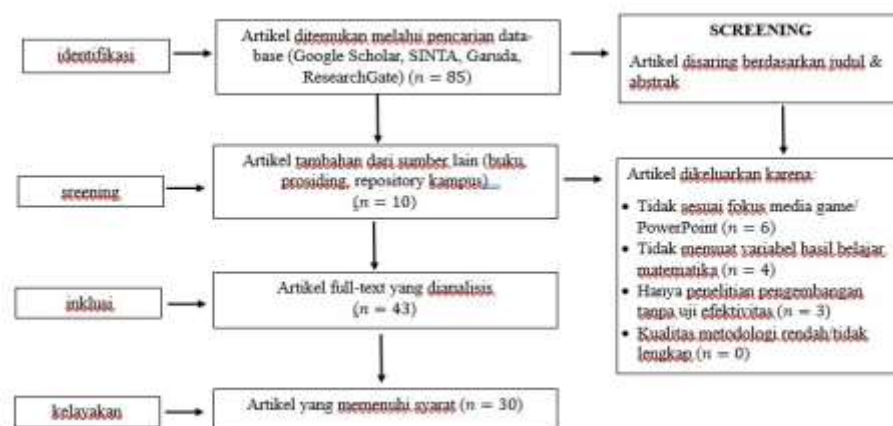 identifikasi
Artikel ditemukan melalui pencarian data-
base (Google Scholar, SINTA, Garuda,
ResearchGate) (n = 85)
SCREENING
Artikel disaring berdasarkan judul &
abstrak
sreening
Artikel tambahan dari sumber lain (buku,
prosiding, repository kampus)...
(n = 10)
Artikel dikeluarkan karena:
• Tidak sesuai fokus media game/
PowerPoint (n = 6)
• Tidak memuat variabel hasil belajar
matematika (n = 4)
• Hanya penelitian pengembangan
tanpa uji efektivitas (n = 3)
• Kualitas metodologi rendah/tidak
lengkap (n = 0)
inklusi
Artikel full-text yang dianalisis
(n = 43)
kelayakan
Artikel yang memenuhi syarat (n = 30)